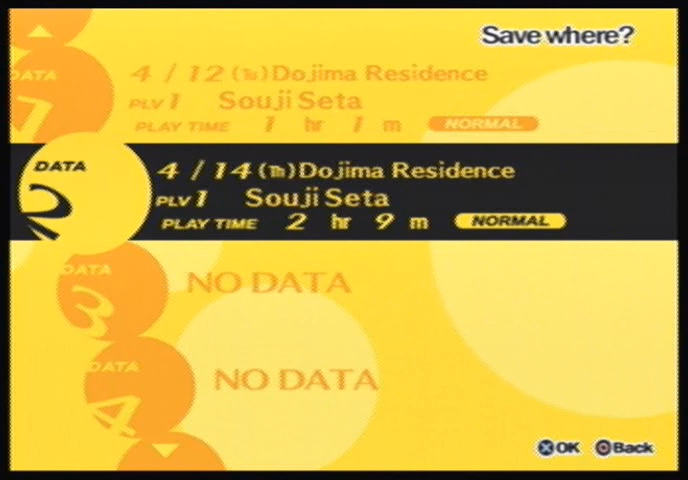 Save where?
DATA
1
4 / 12 (Tu) Dojima Residence
PLV 1 Souji Seta
PLAY TIME 1 hr 1 m NORMAL
DATA
2
4 / 14 (Th) Dojima Residence
PLV 1 Souji Seta
PLAY TIME 2 hr 9 m NORMAL
DATA
3
NO DATA
DATA
4
NO DATA
OK Back